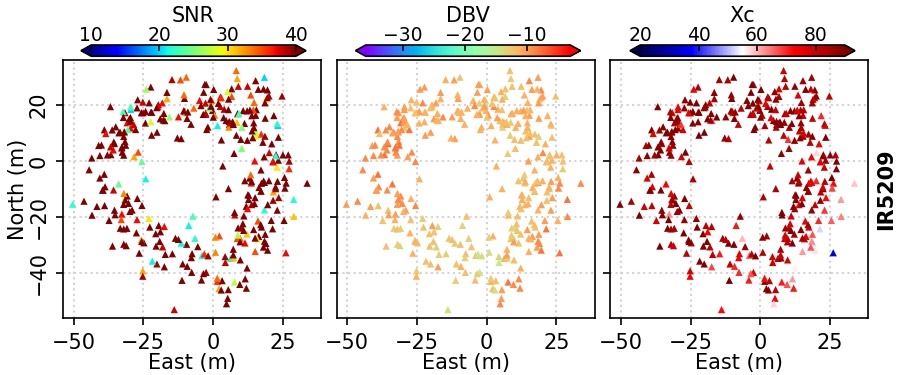 SNR DBV Xc
10 20 30 40 −30 −20 −10 20 40 60 80
20
0
−20
−40
North (m)
IR5209
−50 −25 0 25 −50 −25 0 25 −50 −25 0 25
East (m) East (m) East (m)